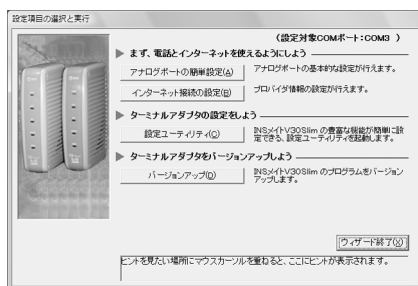 設定項目の選択と実行
(設定対象COMポート:COM3 )
まず、電話とインターネットを使えるようにしよう
アナログポートの簡単設定(A)
アナログポートの基本的な設定が行えます。
インターネット接続の設定(B)
プロバイダ情報の設定が行えます。
ターミナルアダプタの設定をしよう
設定ユーティリティ(C)
INSメイトV30Slim の豊富な機能が簡単に設
定できる、設定ユーティリティを起動します。
ターミナルアダプタをバージョンアップしよう
バージョンアップ(D)
INSメイトV30Slim のプログラムをバージョン
アップします。
ウィザード終了(X)
ヒントを見たい場所にマウスカーソルを重ねると、ここにヒントが表示されます。